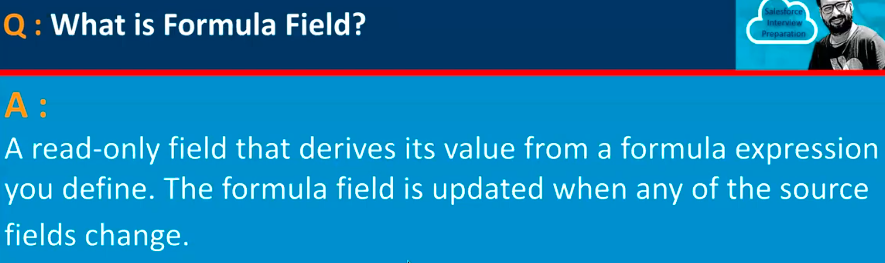 Q : What is Formula Field?
Salesforce
Interview
Preparation
A :
A read-only field that derives its value from a formula expression
you define. The formula field is updated when any of the source
fields change.